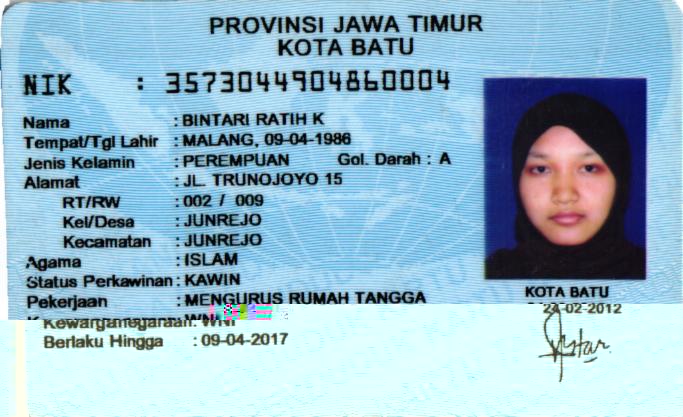 PROVINSI JAWA TIMUR
KOTA BATU
NIK : 3573044904860004
Nama : BINTARI RATIH K
Tempat/Tgl Lahir : MALANG, 09-04-1986
Jenis Kelamin : PEREMPUAN Gol. Darah : A
Alamat : JL. TRUNOJOYO 15
RT/RW : 002 / 009
Kel/Desa : JUNREJO
Kecamatan : JUNREJO
Agama : ISLAM
Status Perkawinan : KAWIN
Pekerjaan : MENGURUS RUMAH TANGGA
Kewarganegaraan: WNI
Berlaku Hingga : 09-04-2017
KOTA BATU
24-02-2012